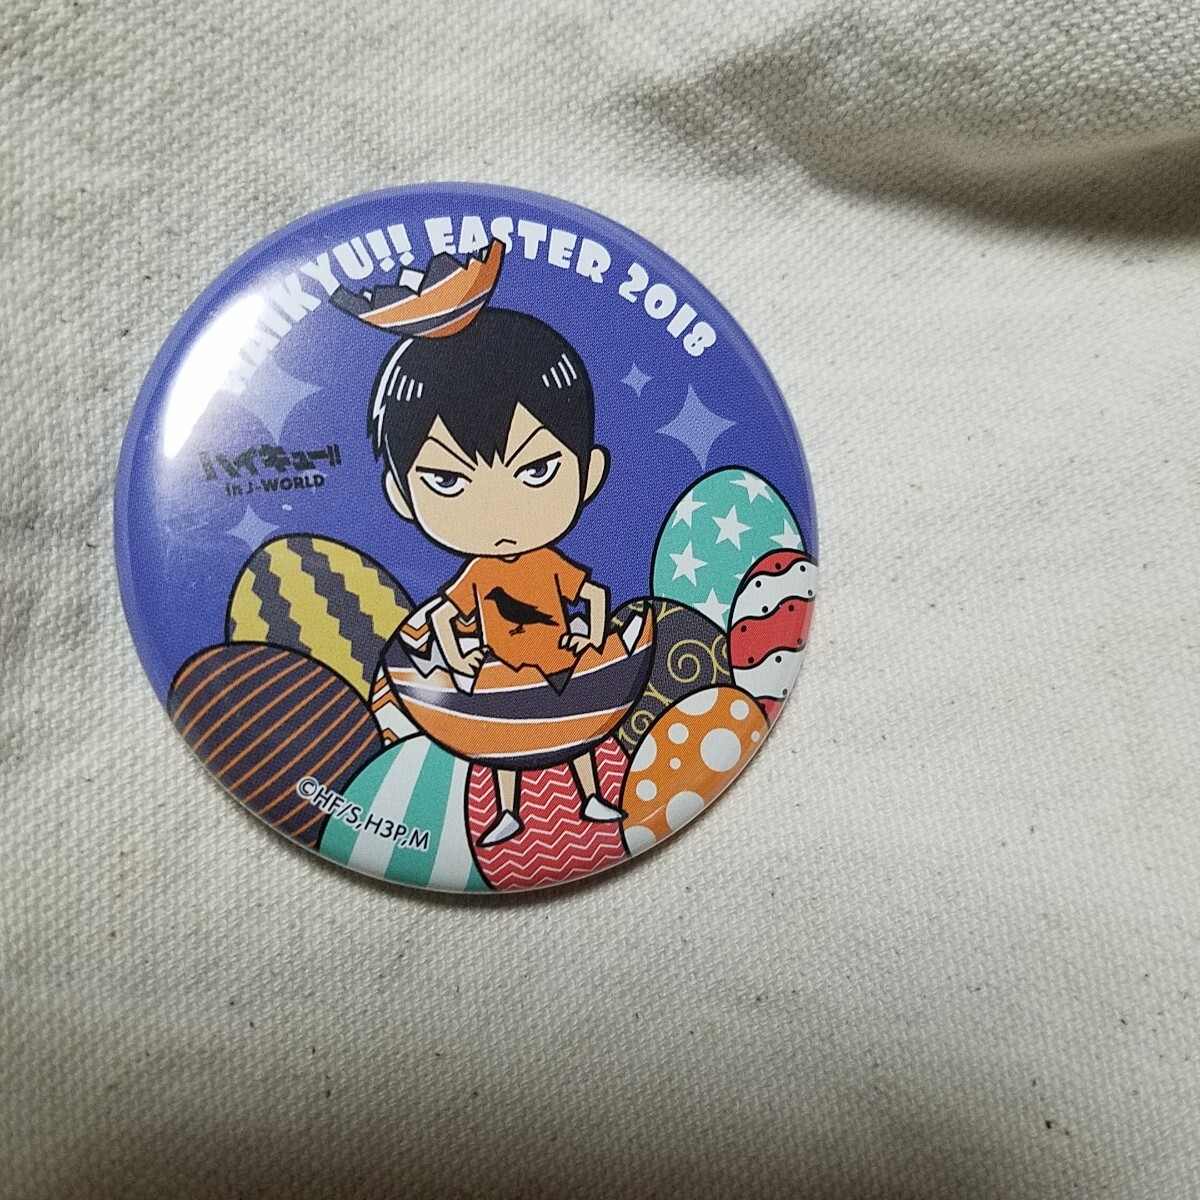 HAIKYU!! EASTER 2018
ハイキュー!!
in J-WORLD
©HF/S,H3P,M